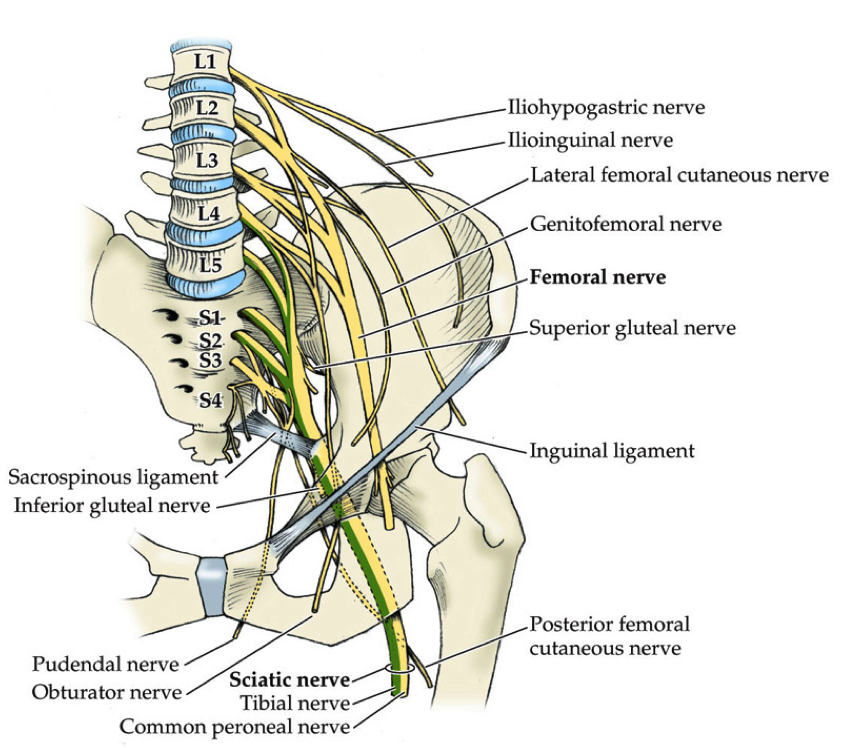 L1
L2
L3
L4
L5
S1
S2
S3
S4
Iliohypogastric nerve
Ilioinguinal nerve
Lateral femoral cutaneous nerve
Genitofemoral nerve
Femoral nerve
Superior gluteal nerve
Inguinal ligament
Sacrospinous ligament
Inferior gluteal nerve
Posterior femoral
cutaneous nerve
Pudendal nerve
Obturator nerve
Sciatic nerve
Tibial nerve
Common peroneal nerve